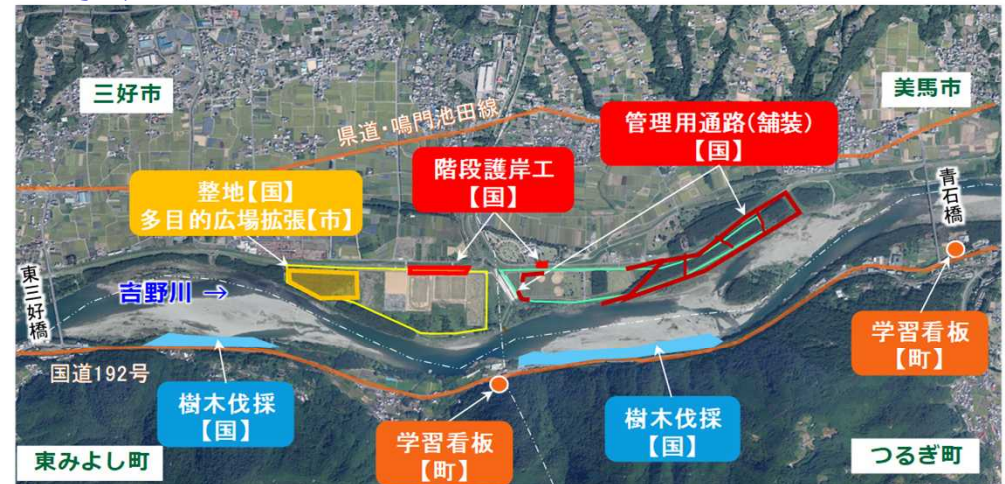 三好市
美馬市
県道・鳴門池田線
管理用通路(舗装)
【国】
階段護岸工
【国】
整地【国】
多目的広場拡張【市】
青石橋
東三好橋
吉野川 →
学習看板
【町】
国道192号
樹木伐採
【国】
学習看板
【町】
樹木伐採
【国】
東みよし町
つるぎ町